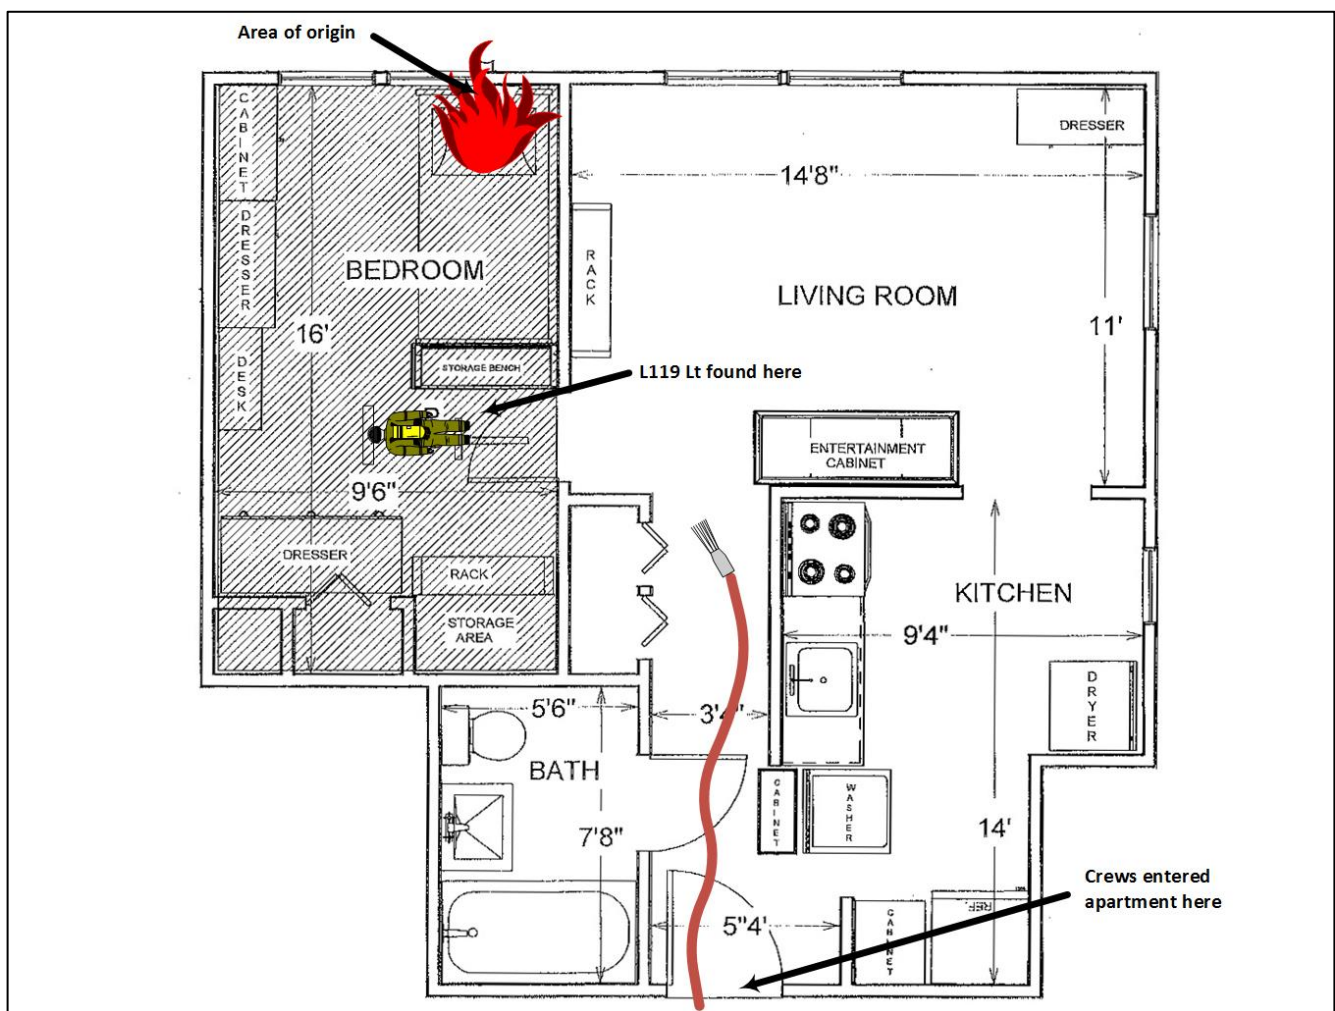 Area of origin
CABINET
DRESSER
14'8"
DRESSER
RACK
BEDROOM
LIVING ROOM
16'
11'
DESK
STORAGE BENCH
L119 Lt found here
ENTERTAINMENT
CABINET
9'6"
DRESSER
RACK
KITCHEN
STORAGE
AREA
9'4"
DRYER
5'6"
3'4"
BATH
CABINET
WASHER
7'8"
14'
Crews entered
apartment here
REF.
CABINET
5"4'